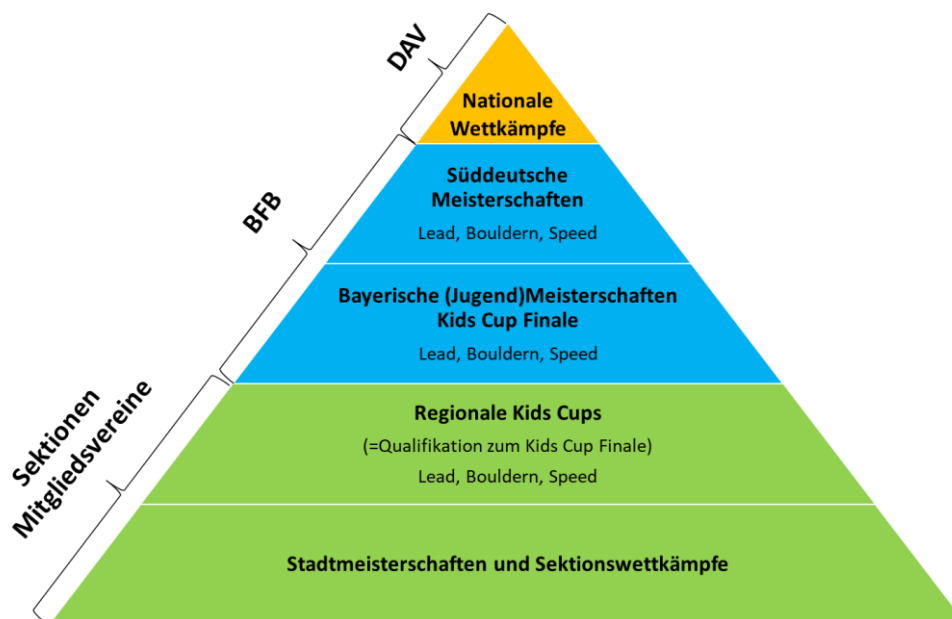 DAV
Nationale
Wettkämpfe
BFB
Süddeutsche
Meisterschaften
Lead, Bouldern, Speed
Bayerische (Jugend)Meisterschaften
Kids Cup Finale
Lead, Bouldern, Speed
Sektionen
Mitgliedsvereine
Regionale Kids Cups
(=Qualifikation zum Kids Cup Finale)
Lead, Bouldern, Speed
Stadtmeisterschaften und Sektionswettkämpfe